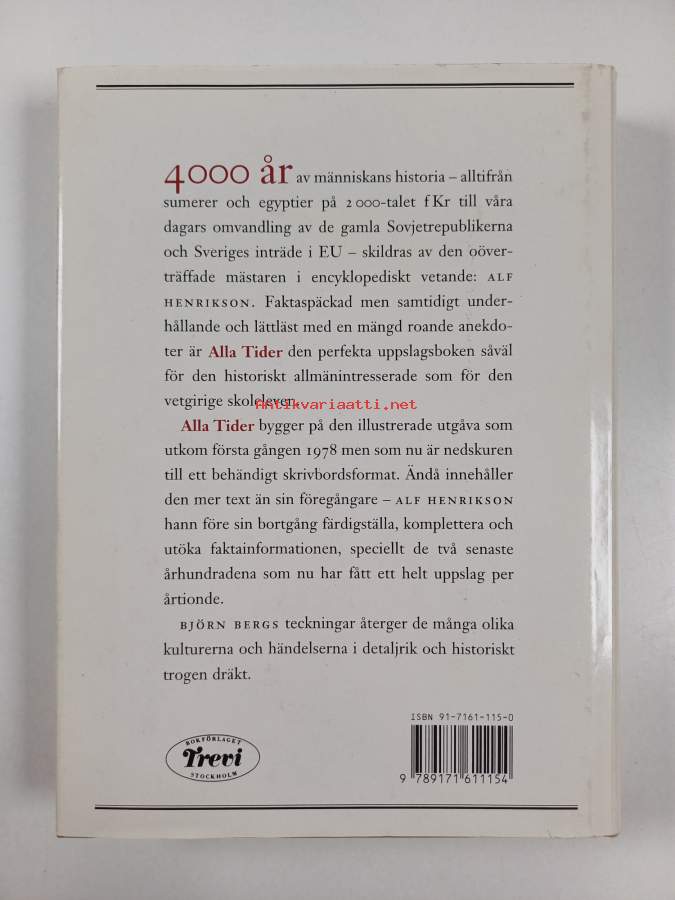 4000 år av människans historia – alltifrån
sumerer och egyptier på 2 000-talet f Kr till våra
dagars omvandling av de gamla Sovjetrepublikerna
och Sveriges inträde i EU – skildras av den oöver-
träffade mästaren i encyklopediskt vetande: ALF
HENRIKSON. Faktaspäckad men samtidigt under-
hållande och lättläst med en mängd roande anekdo-
ter är Alla Tider den perfekta uppslagsboken såväl
för den historiskt allmänintresserade som för den
vetgirige skoleleven.
Antikvariaatti.net
Alla Tider bygger på den illustrerade utgåva som
utkom första gången 1978 men som nu är nedskuren
till ett behändigt skrivbordsformat. Ändå innehåller
den mer text än sin föregångare – ALF HENRIKSON
hann före sin bortgång färdigställa, komplettera och
utöka faktainformationen, speciellt de två senaste
århundradena som nu har fått ett helt uppslag per
årtionde.
BJÖRN BERGS teckningar återger de många olika
kulturerna och händelserna i detaljrik och historiskt
trogen dräkt.
ISBN 91-7161-115-0
BOKFÖRLAGET
Trevi
STOCKHOLM
9 789171 611154